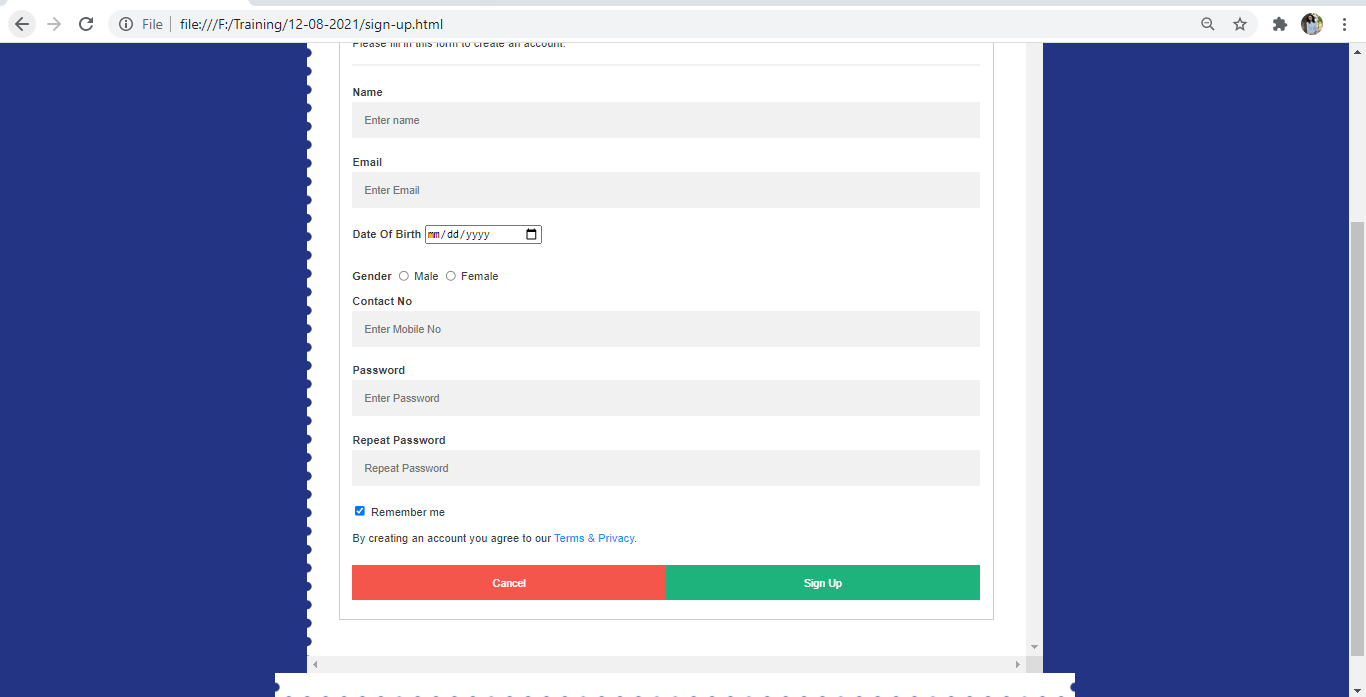 File file:///F:/Training/12-08-2021/sign-up.html
Please fill in this form to create an account.
Name
Enter name
Email
Enter Email
Date Of Birth mm/dd/yyyy
Gender Male Female
Contact No
Enter Mobile No
Password
Enter Password
Repeat Password
Repeat Password
Remember me
By creating an account you agree to our Terms & Privacy.
Cancel Sign Up